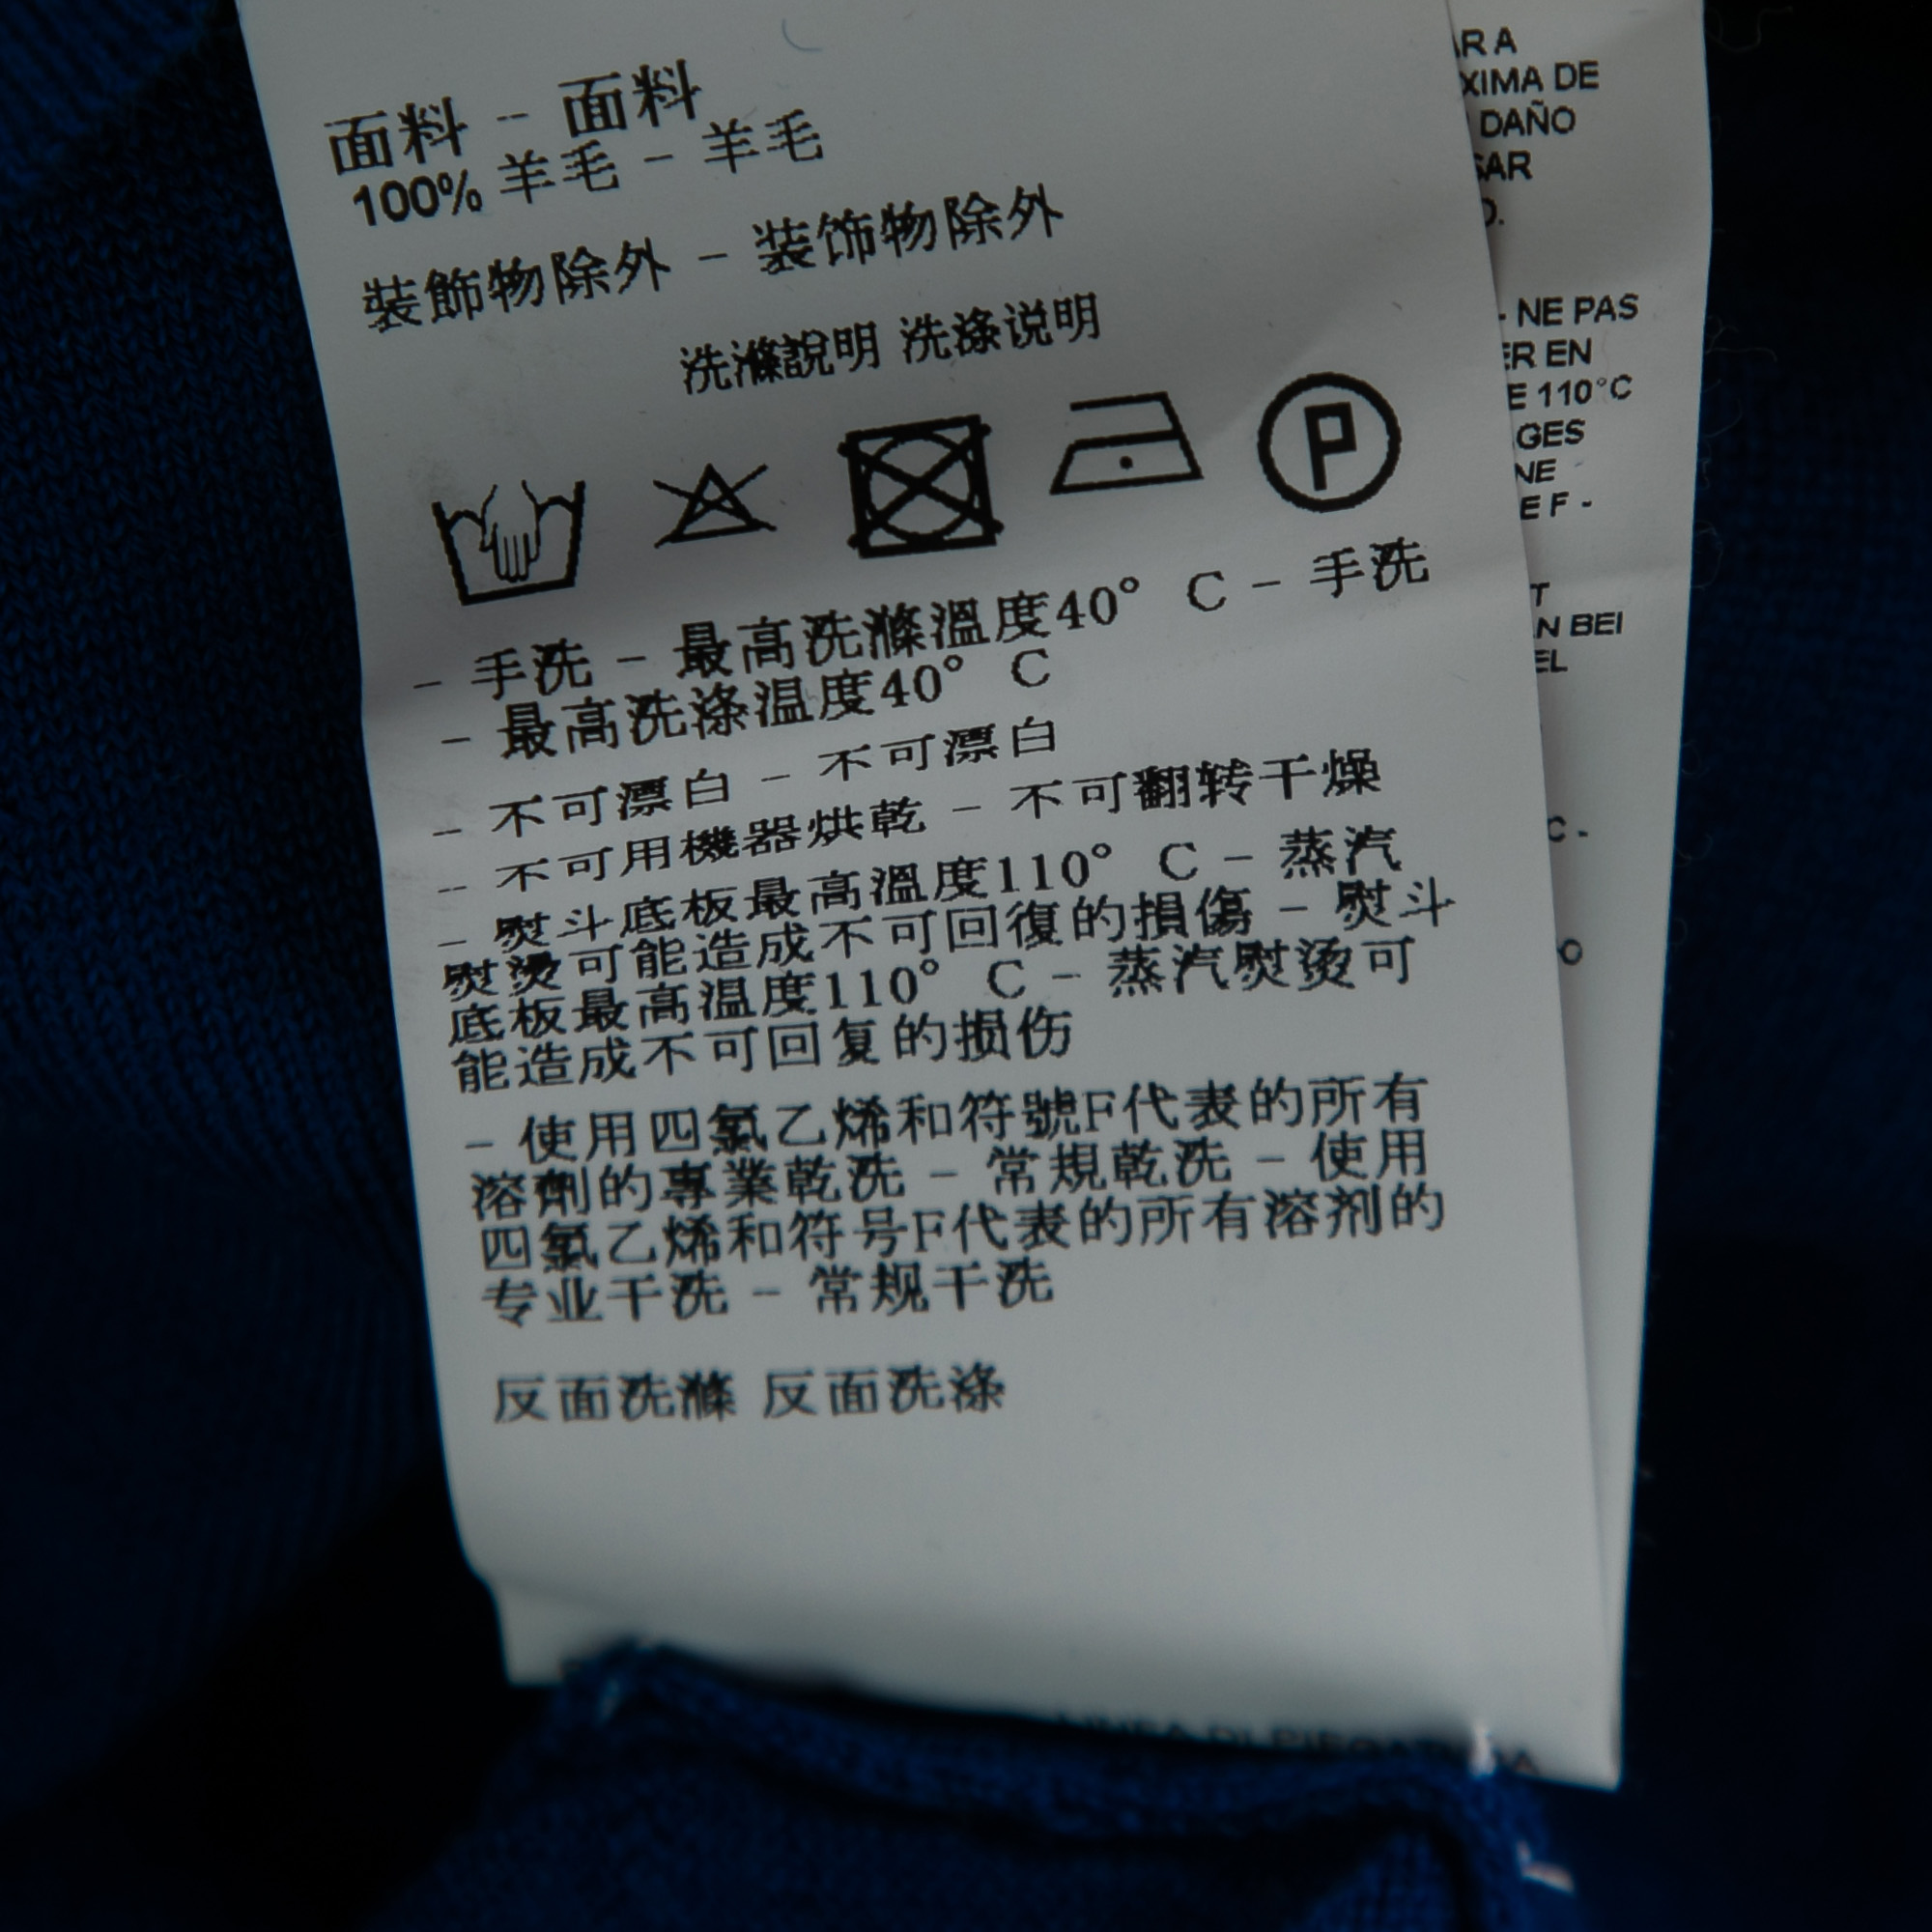 面料 - 面料
100% 羊毛 - 羊毛
裝飾物除外 - 装饰物除外
洗滌説明 洗涤说明
P
- 手洗 - 最高洗滌溫度40° C - 手洗
- 最高洗涤温度40° C
- 不可漂白 - 不可漂白
- 不可用機器烘乾 - 不可翻转干燥
- 熨斗底板最高溫度110° C - 蒸汽
熨燙可能造成不可回復的損傷 - 熨斗
底板最高温度110° C - 蒸汽熨烫可
能造成不可回复的损伤
- 使用四氯乙烯和符號F代表的所有
溶劑的專業乾洗 - 常規乾洗 - 使用
四氯乙烯和符号F代表的所有溶剂的
专业干洗 - 常规干洗
反面洗滌 反面洗涤
AR A
XIMA DE
DAÑO
SAR
O.
- NE PAS
ER EN
E 110°C
GES
NE -
E F -
T
N BEI
EL
C -